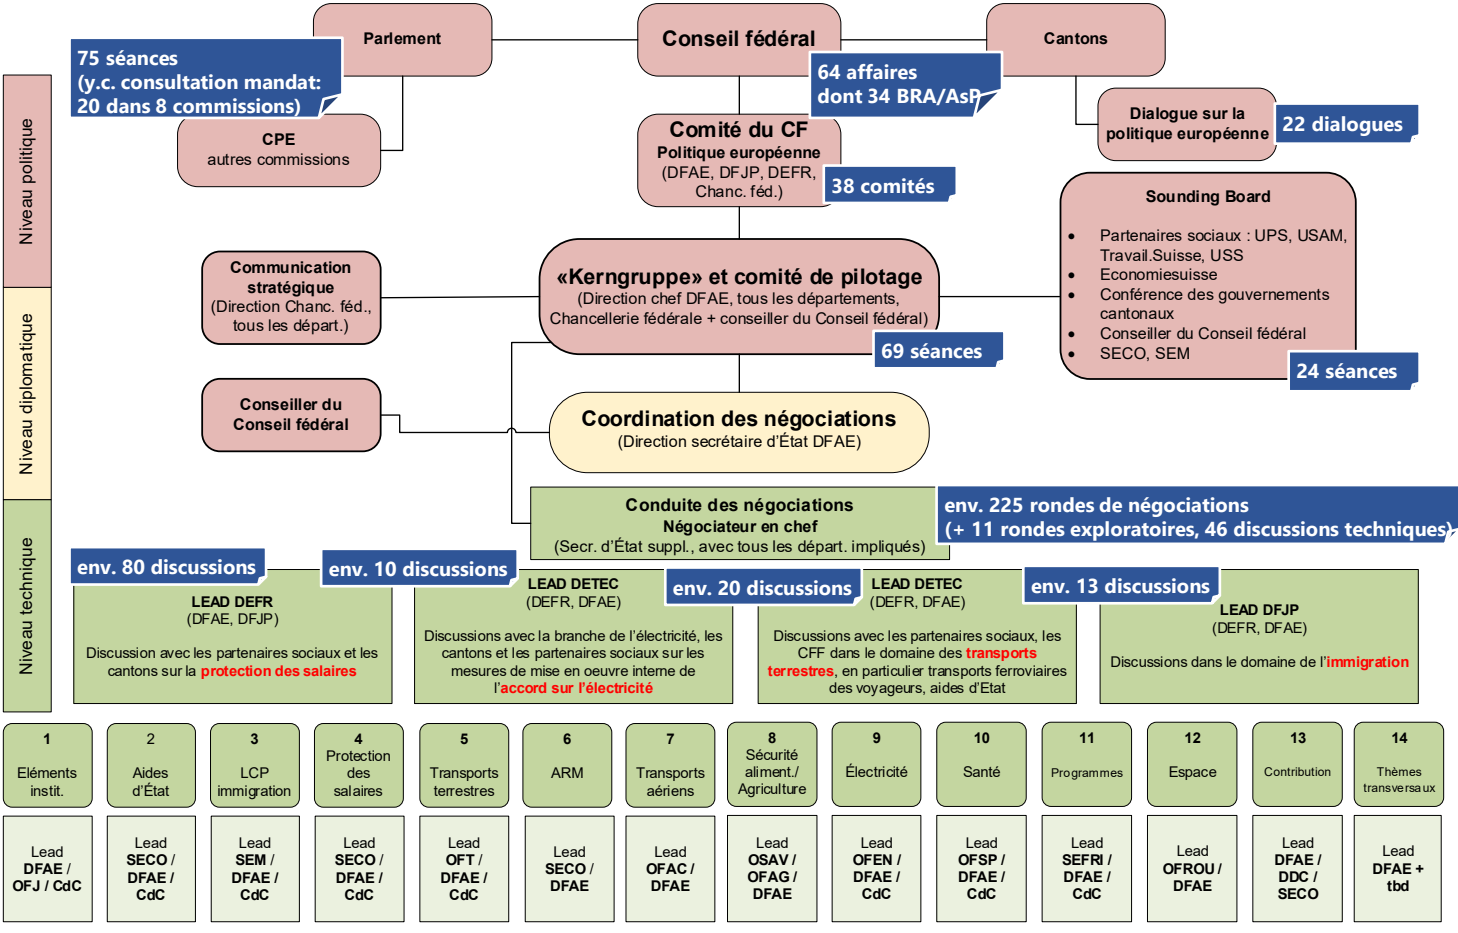 Parlement
Conseil fédéral
Cantons
75 séances
(y.c. consultation mandat:
20 dans 8 commissions)
64 affaires
dont 34 BRA/AsP
CPE
autres commissions
Comité du CF
Politique européenne
(DFAE, DFJP, DEFR,
Chanc. féd.)
38 comités
Dialogue sur la
politique européenne
22 dialogues
Niveau politique
Sounding Board
• Partenaires sociaux : UPS, USAM,
Travail.Suisse, USS
• Economiesuisse
• Conférence des gouvernements
cantonaux
• Conseiller du Conseil fédéral
• SECO, SEM
24 séances
Communication
stratégique
(Direction Chanc. féd.,
tous les départ.)
«Kerngruppe» et comité de pilotage
(Direction chef DFAE, tous les départements,
Chancellerie fédérale + conseiller du Conseil fédéral)
69 séances
Niveau diplomatique
Conseiller du
Conseil fédéral
Coordination des négociations
(Direction secrétaire d’État DFAE)
Niveau technique
Conduite des négociations
Négociateur en chef
(Secr. d’État suppl., avec tous les départ. impliqués)
env. 225 rondes de négociations
(+ 11 rondes exploratoires, 46 discussions techniques)
env. 80 discussions
LEAD DEFR
(DFAE, DFJP)
Discussion avec les partenaires sociaux et les
cantons sur la protection des salaires
env. 10 discussions
LEAD DETEC
(DEFR, DFAE)
Discussions avec la branche de l’électricité, les
cantons et les partenaires sociaux sur les
mesures de mise en oeuvre interne de
l’accord sur l’électricité
env. 20 discussions
LEAD DETEC
(DEFR, DFAE)
Discussions avec les partenaires sociaux, les
CFF dans le domaine des transports
terrestres, en particulier transports ferroviaires
des voyageurs, aides d’Etat
env. 13 discussions
LEAD DFJP
(DEFR, DFAE)
Discussions dans le domaine de l’immigration
1
Eléments
instit.
2
Aides
d’État
3
LCP
immigration
4
Protection
des
salaires
5
Transports
terrestres
6
ARM
7
Transports
aériens
8
Sécurité
aliment./
Agriculture
9
Électricité
10
Santé
11
Programmes
12
Espace
13
Contribution
14
Thèmes
transversaux
Lead
DFAE /
OFJ / CdC
Lead
SECO /
DFAE /
CdC
Lead
SEM /
DFAE /
CdC
Lead
SECO /
DFAE /
CdC
Lead
OFT /
DFAE /
CdC
Lead
SECO /
DFAE
Lead
OFAC /
DFAE
Lead
OSAV /
OFAG /
DFAE
Lead
OFEN /
DFAE /
CdC
Lead
OFSP /
DFAE /
CdC
Lead
SEFRI /
DFAE /
CdC
Lead
OFROU /
DFAE
Lead
DFAE /
DDC /
SECO
Lead
DFAE +
tbd